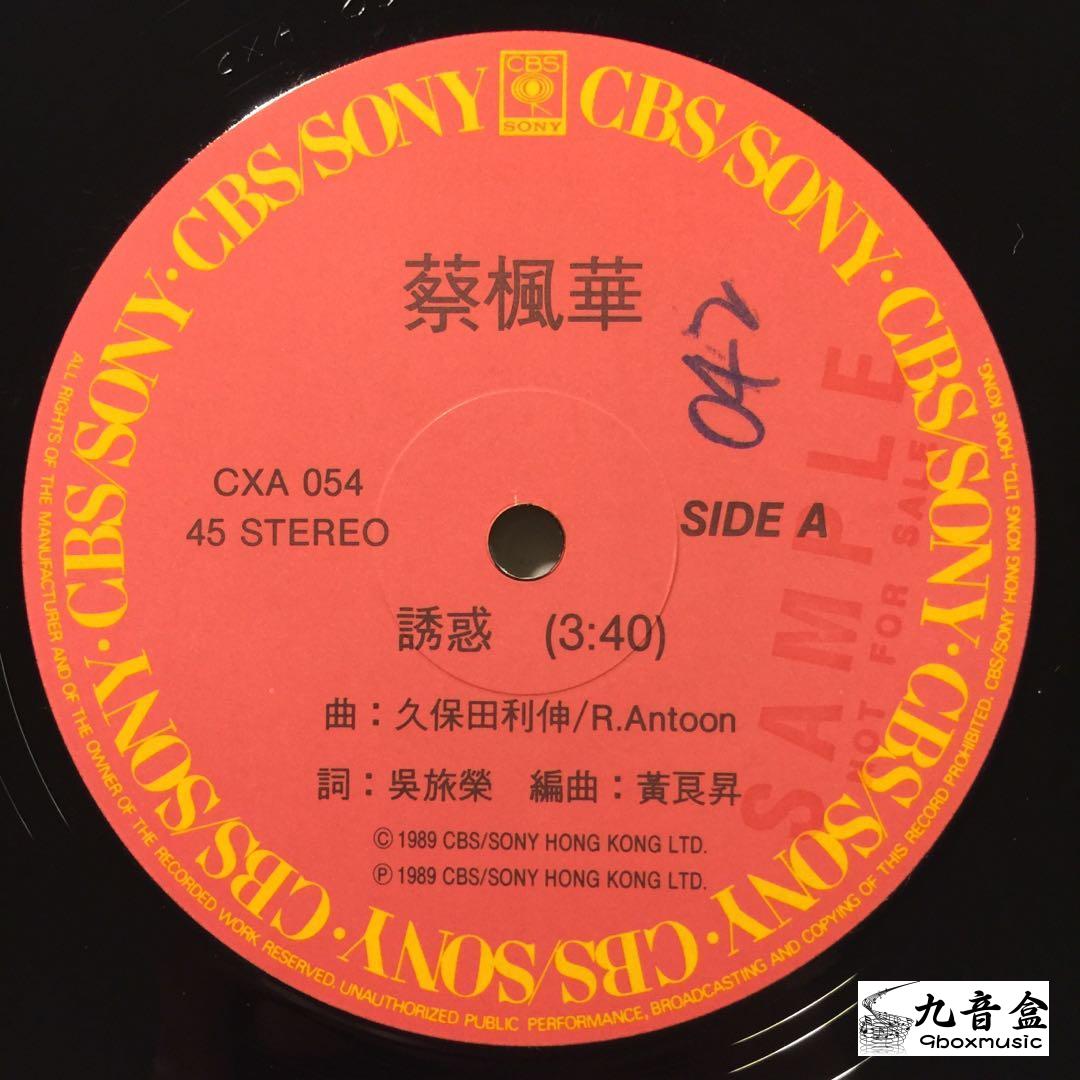 CXA
CBS
SONY
CBS/SONY · CBS/SONY · CBS/SONY · CBS/SONY · CBS/SONY · CBS/SONY · CBS/SONY · CBS/SONY · CBS/SONY
蔡楓華
04-2
CXA 054
45 STEREO
SIDE A
SAMPLE
NOT FOR SALE
誘惑 (3:40)
曲：久保田利伸/R.Antoon
詞：吳旅榮 編曲：黃良昇
© 1989 CBS/SONY HONG KONG LTD.
℗ 1989 CBS/SONY HONG KONG LTD.
ALL RIGHTS OF THE MANUFACTURER AND OF THE OWNER OF THE RECORDED WORK RESERVED. UNAUTHORIZED PUBLIC PERFORMANCE, BROADCASTING AND COPYING OF THIS RECORD PROHIBITED. CBS/SONY HONG KONG LTD., HONG KONG.
九音盒
9boxmusic